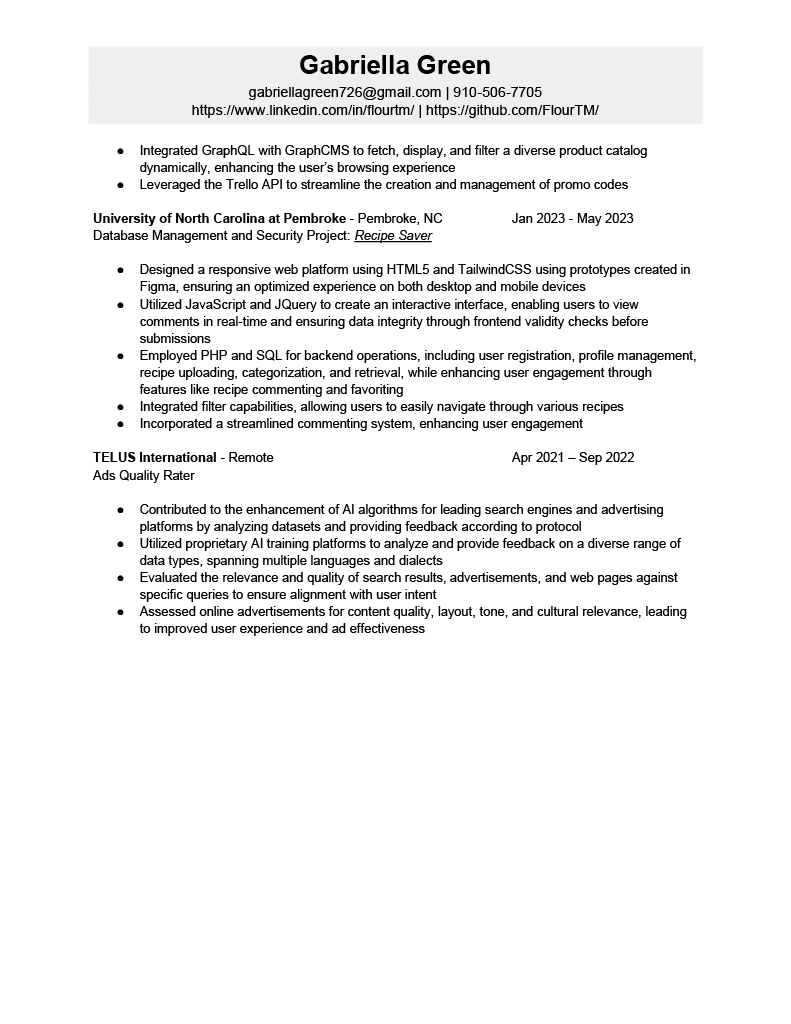 Gabriella Green
gabriellagreen726@gmail.com | 910-506-7705
https://www.linkedin.com/in/flourtm/ | https://github.com/FlourTM/
● Integrated GraphQL with GraphCMS to fetch, display, and filter a diverse product catalog
dynamically, enhancing the user’s browsing experience
● Leveraged the Trello API to streamline the creation and management of promo codes
University of North Carolina at Pembroke - Pembroke, NC Jan 2023 - May 2023
Database Management and Security Project: Recipe Saver
● Designed a responsive web platform using HTML5 and TailwindCSS using prototypes created in
Figma, ensuring an optimized experience on both desktop and mobile devices
● Utilized JavaScript and JQuery to create an interactive interface, enabling users to view
comments in real-time and ensuring data integrity through frontend validity checks before
submissions
● Employed PHP and SQL for backend operations, including user registration, profile management,
recipe uploading, categorization, and retrieval, while enhancing user engagement through
features like recipe commenting and favoriting
● Integrated filter capabilities, allowing users to easily navigate through various recipes
● Incorporated a streamlined commenting system, enhancing user engagement
TELUS International - Remote Apr 2021 – Sep 2022
Ads Quality Rater
● Contributed to the enhancement of AI algorithms for leading search engines and advertising
platforms by analyzing datasets and providing feedback according to protocol
● Utilized proprietary AI training platforms to analyze and provide feedback on a diverse range of
data types, spanning multiple languages and dialects
● Evaluated the relevance and quality of search results, advertisements, and web pages against
specific queries to ensure alignment with user intent
● Assessed online advertisements for content quality, layout, tone, and cultural relevance, leading
to improved user experience and ad effectiveness